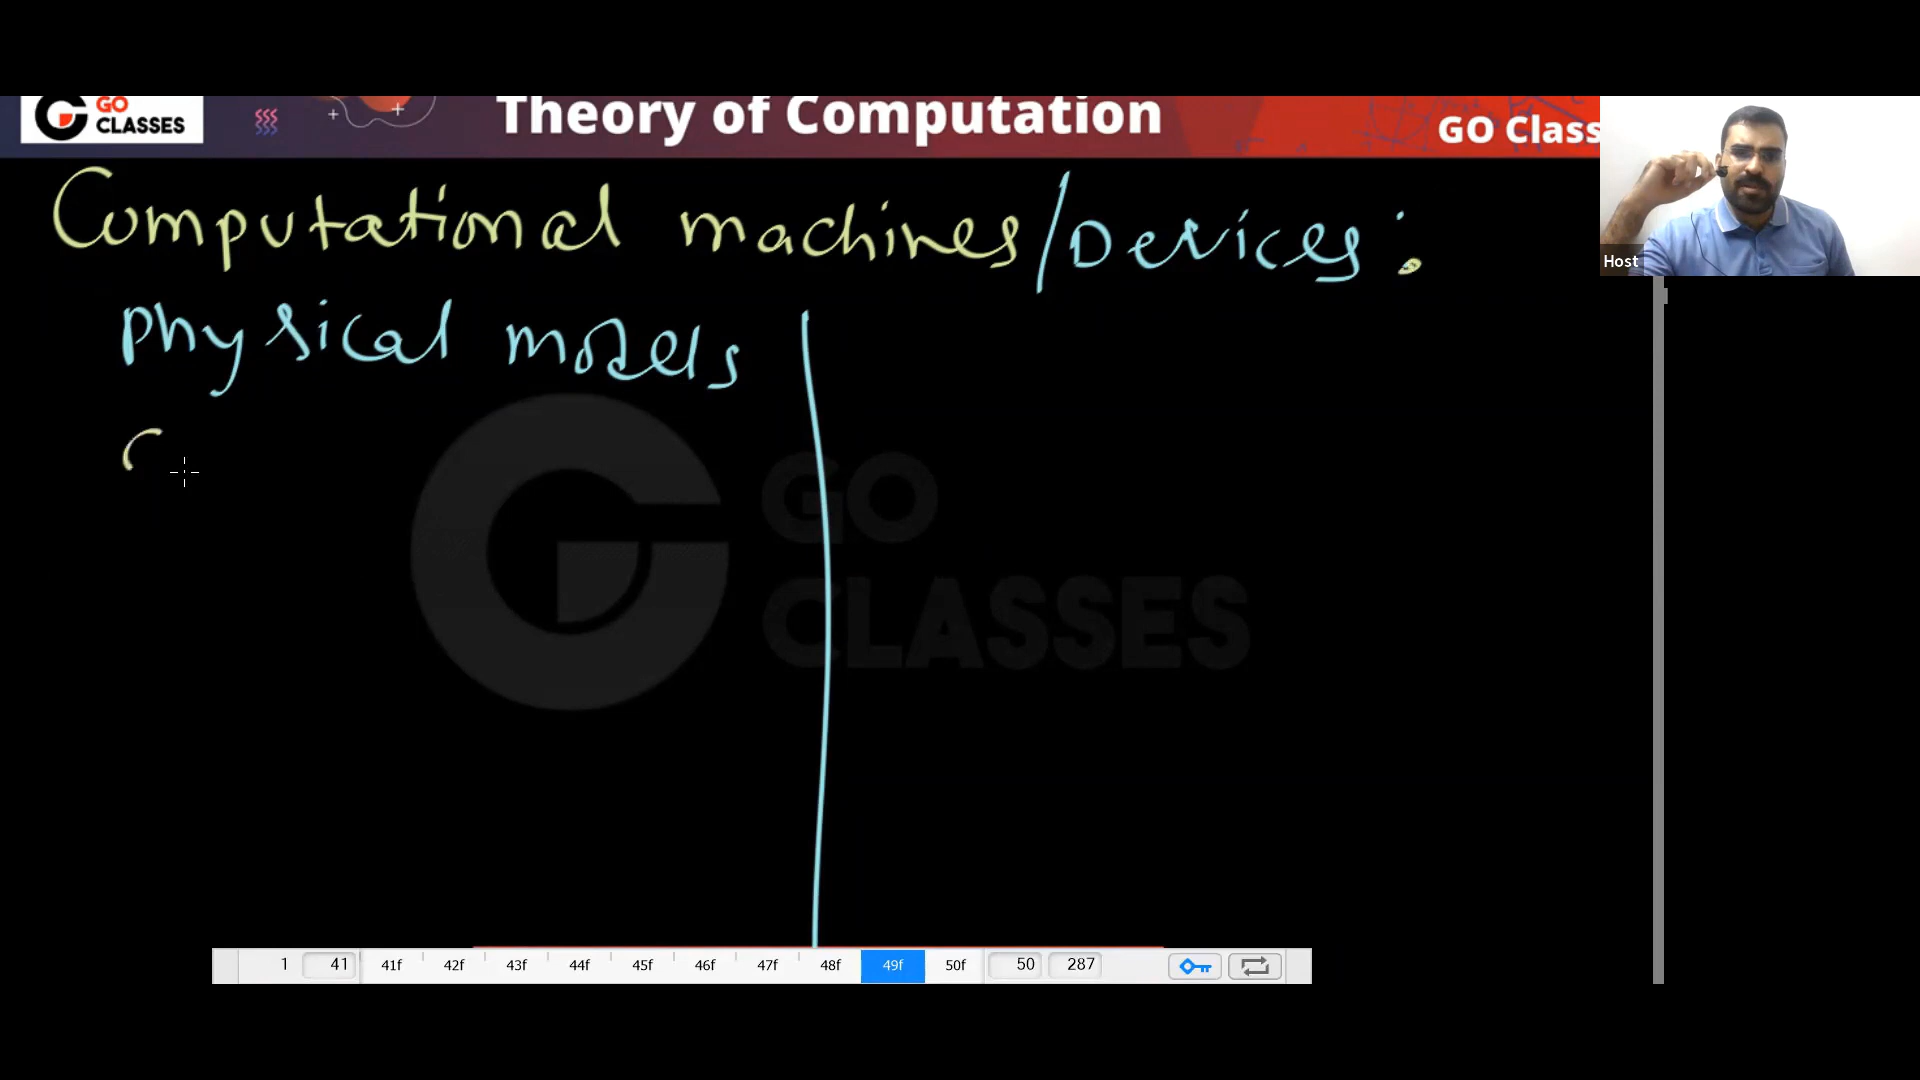 GO
CLASSES
Theory of Computation
GO Class
Host
Computational machines/Devices:
Physical models
GO
CLASSES
1 41 41f 42f 43f 44f 45f 46f 47f 48f 49f 50f 50 287